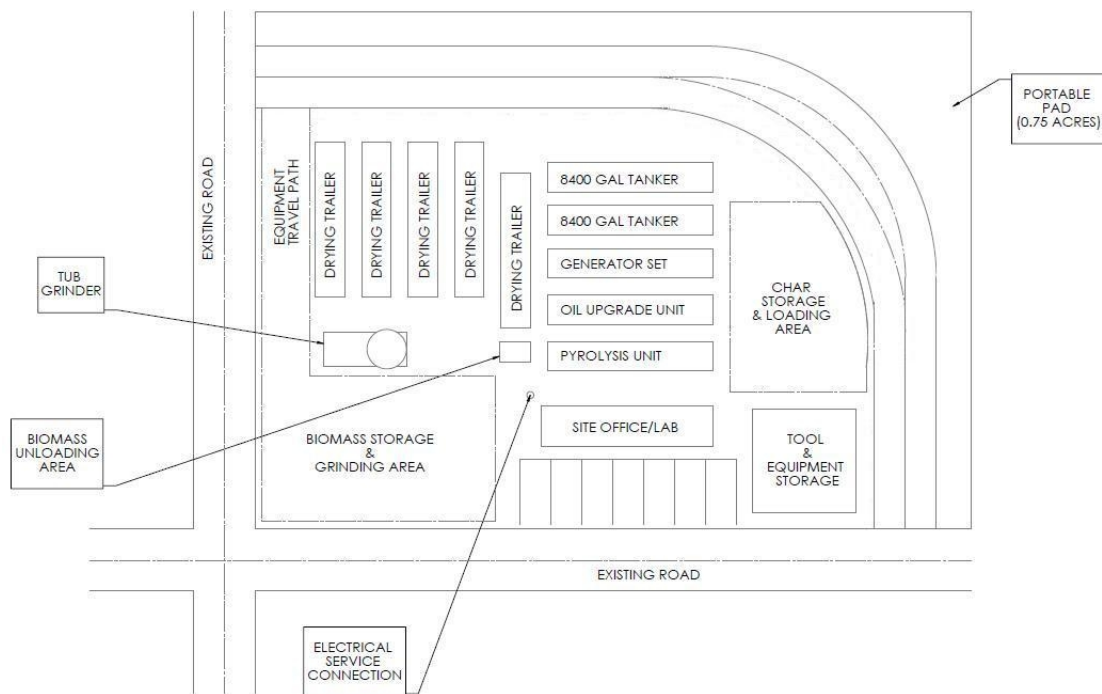 PORTABLE
PAD
(0.75 ACRES)
EXISTING ROAD
EQUIPMENT
TRAVEL PATH
DRYING TRAILER
DRYING TRAILER
DRYING TRAILER
DRYING TRAILER
DRYING TRAILER
8400 GAL TANKER
8400 GAL TANKER
GENERATOR SET
OIL UPGRADE UNIT
PYROLYSIS UNIT
CHAR
STORAGE
& LOADING
AREA
TUB
GRINDER
BIOMASS
UNLOADING
AREA
BIOMASS STORAGE
&
GRINDING AREA
SITE OFFICE/LAB
TOOL
&
EQUIPMENT
STORAGE
EXISTING ROAD
ELECTRICAL
SERVICE
CONNECTION